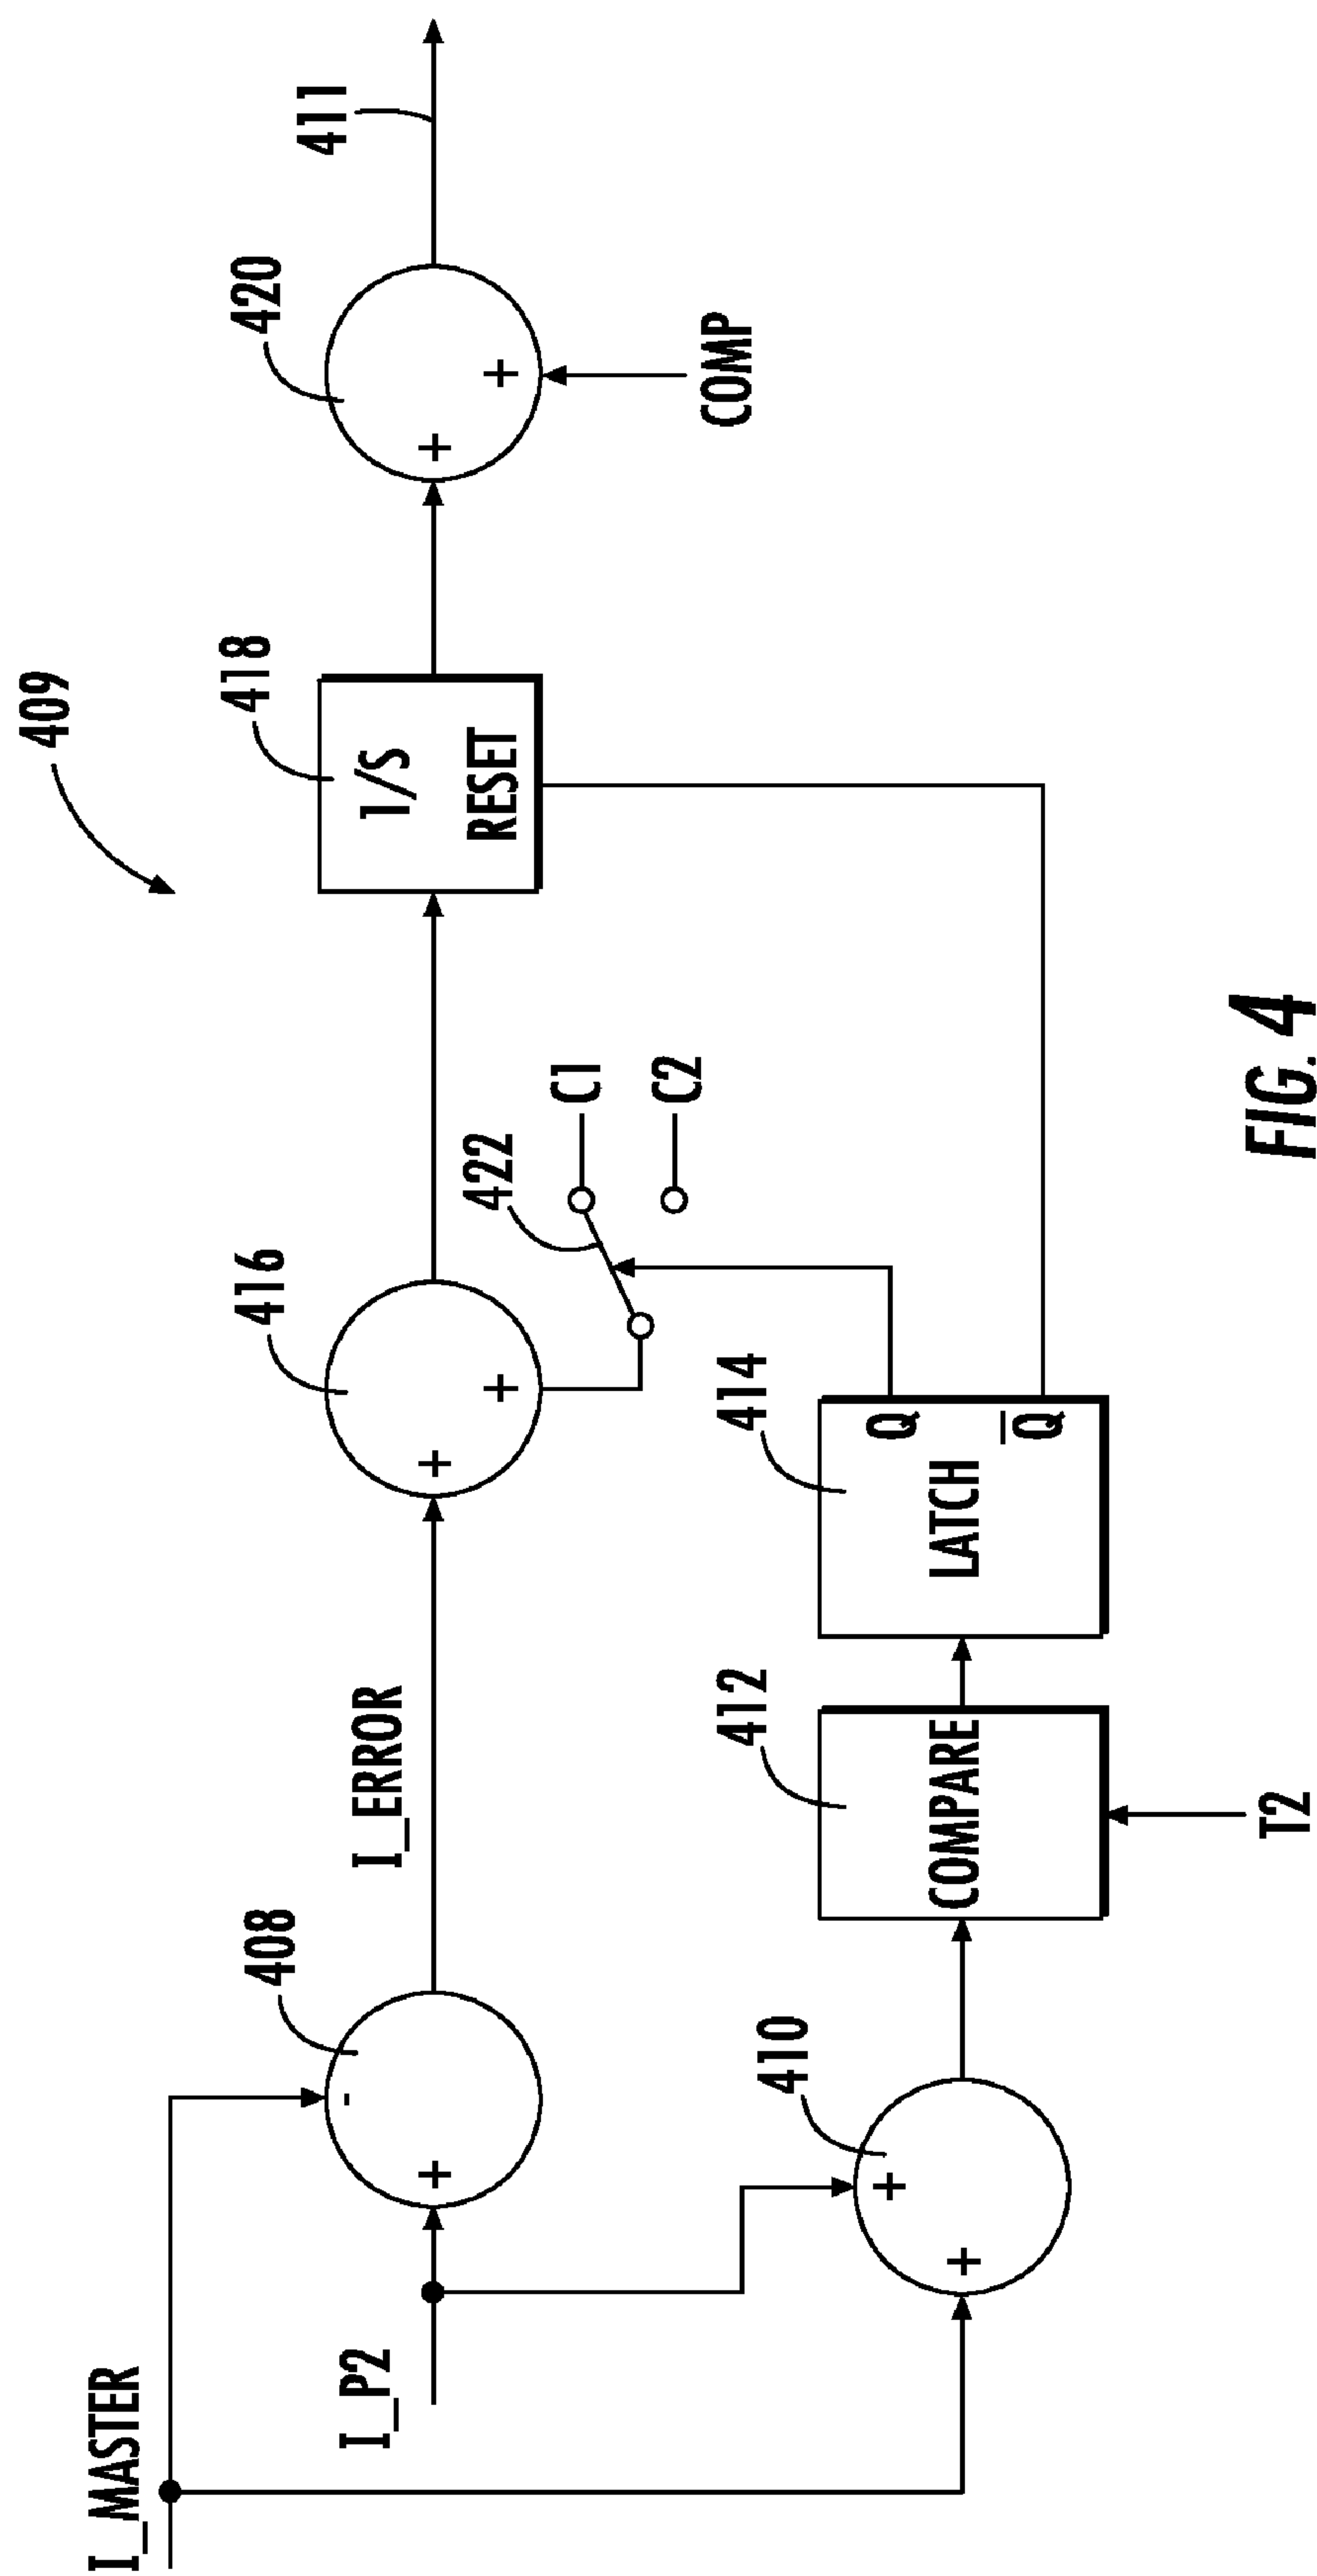 409
I_MASTER
I_P2
408
I_ERROR
416
418
420
411
+
-
+
+
1/S
RESET
+
+
COMP
422
C1
C2
410
412
414
+
+
COMPARE
LATCH
Q
Q̅
T2
FIG. 4